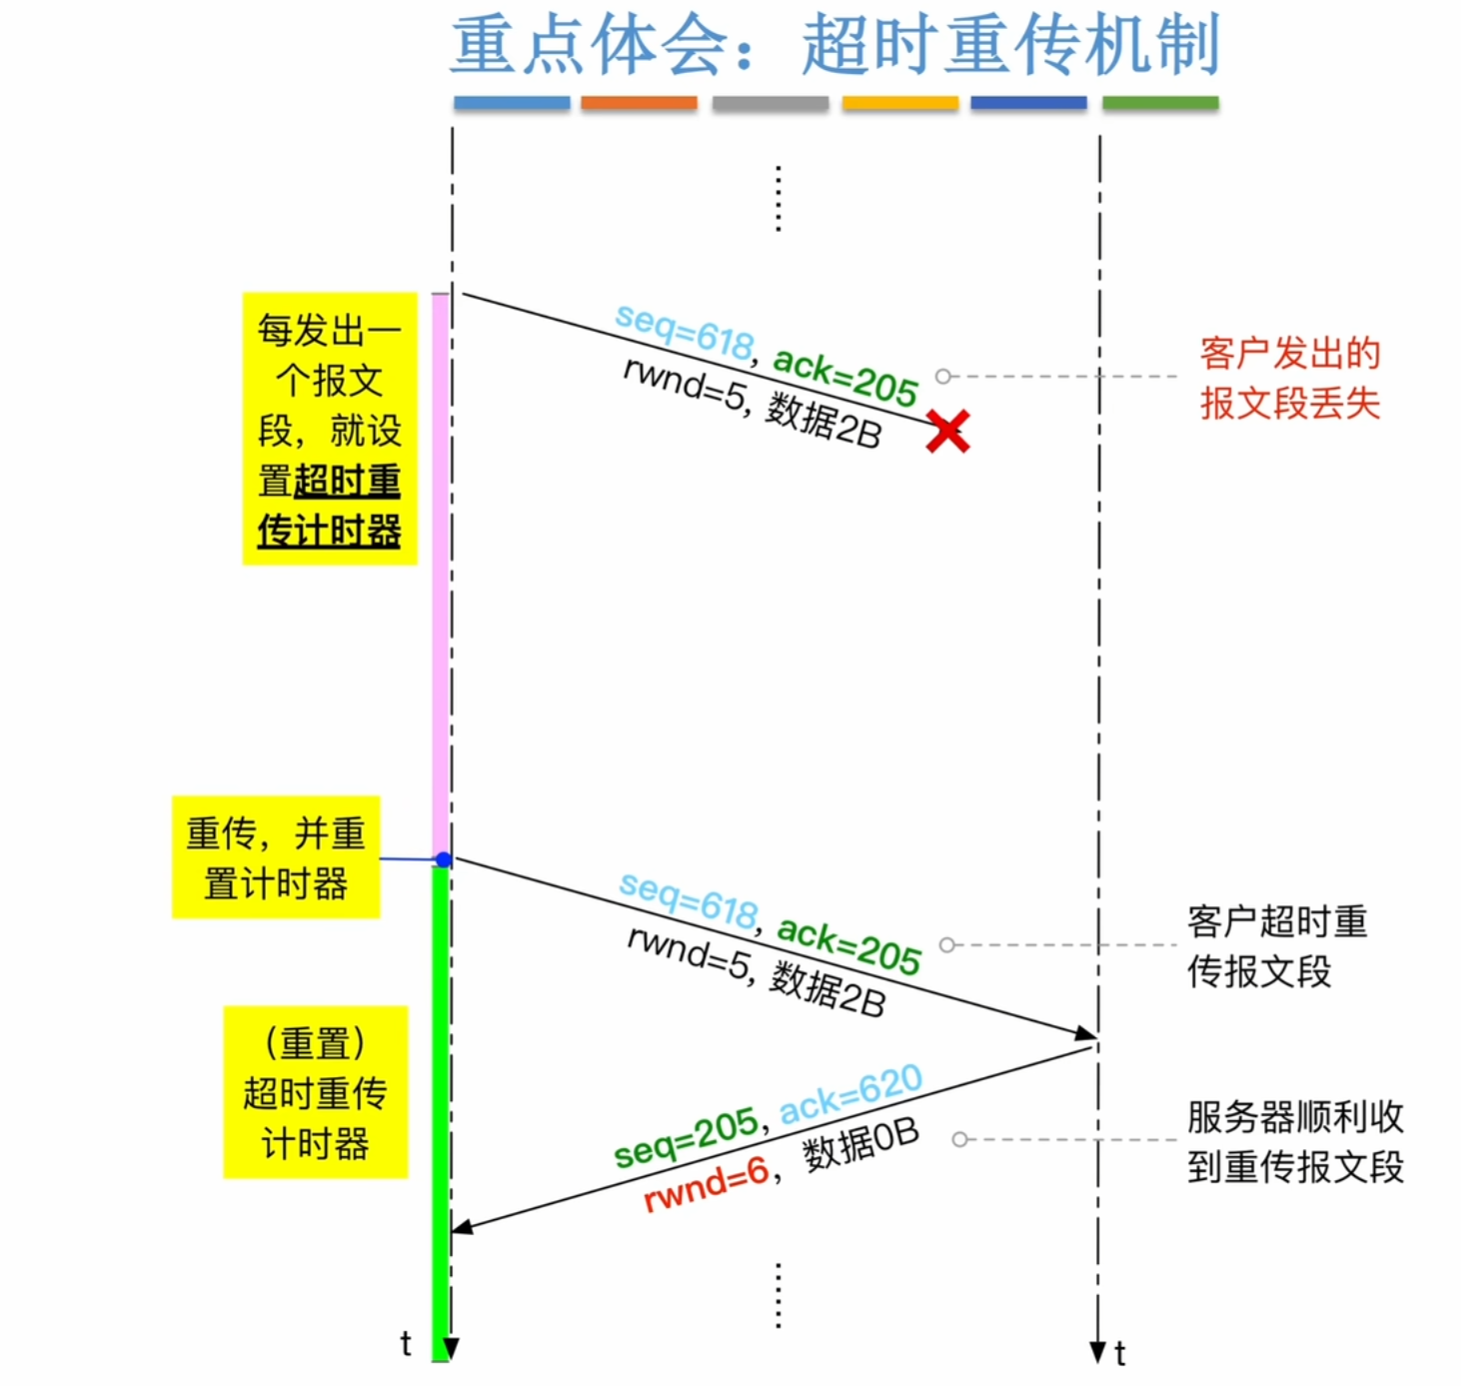 重点体会：超时重传机制
每发出一
个报文
段，就设
置超时重
传计时器
seq=618, ack=205
rwnd=5, 数据2B
客户发出的
报文段丢失
重传，并重
置计时器
seq=618, ack=205
rwnd=5, 数据2B
客户超时重
传报文段
（重置）
超时重传
计时器
seq=205, ack=620
rwnd=6, 数据0B
服务器顺利收
到重传报文段
t
t